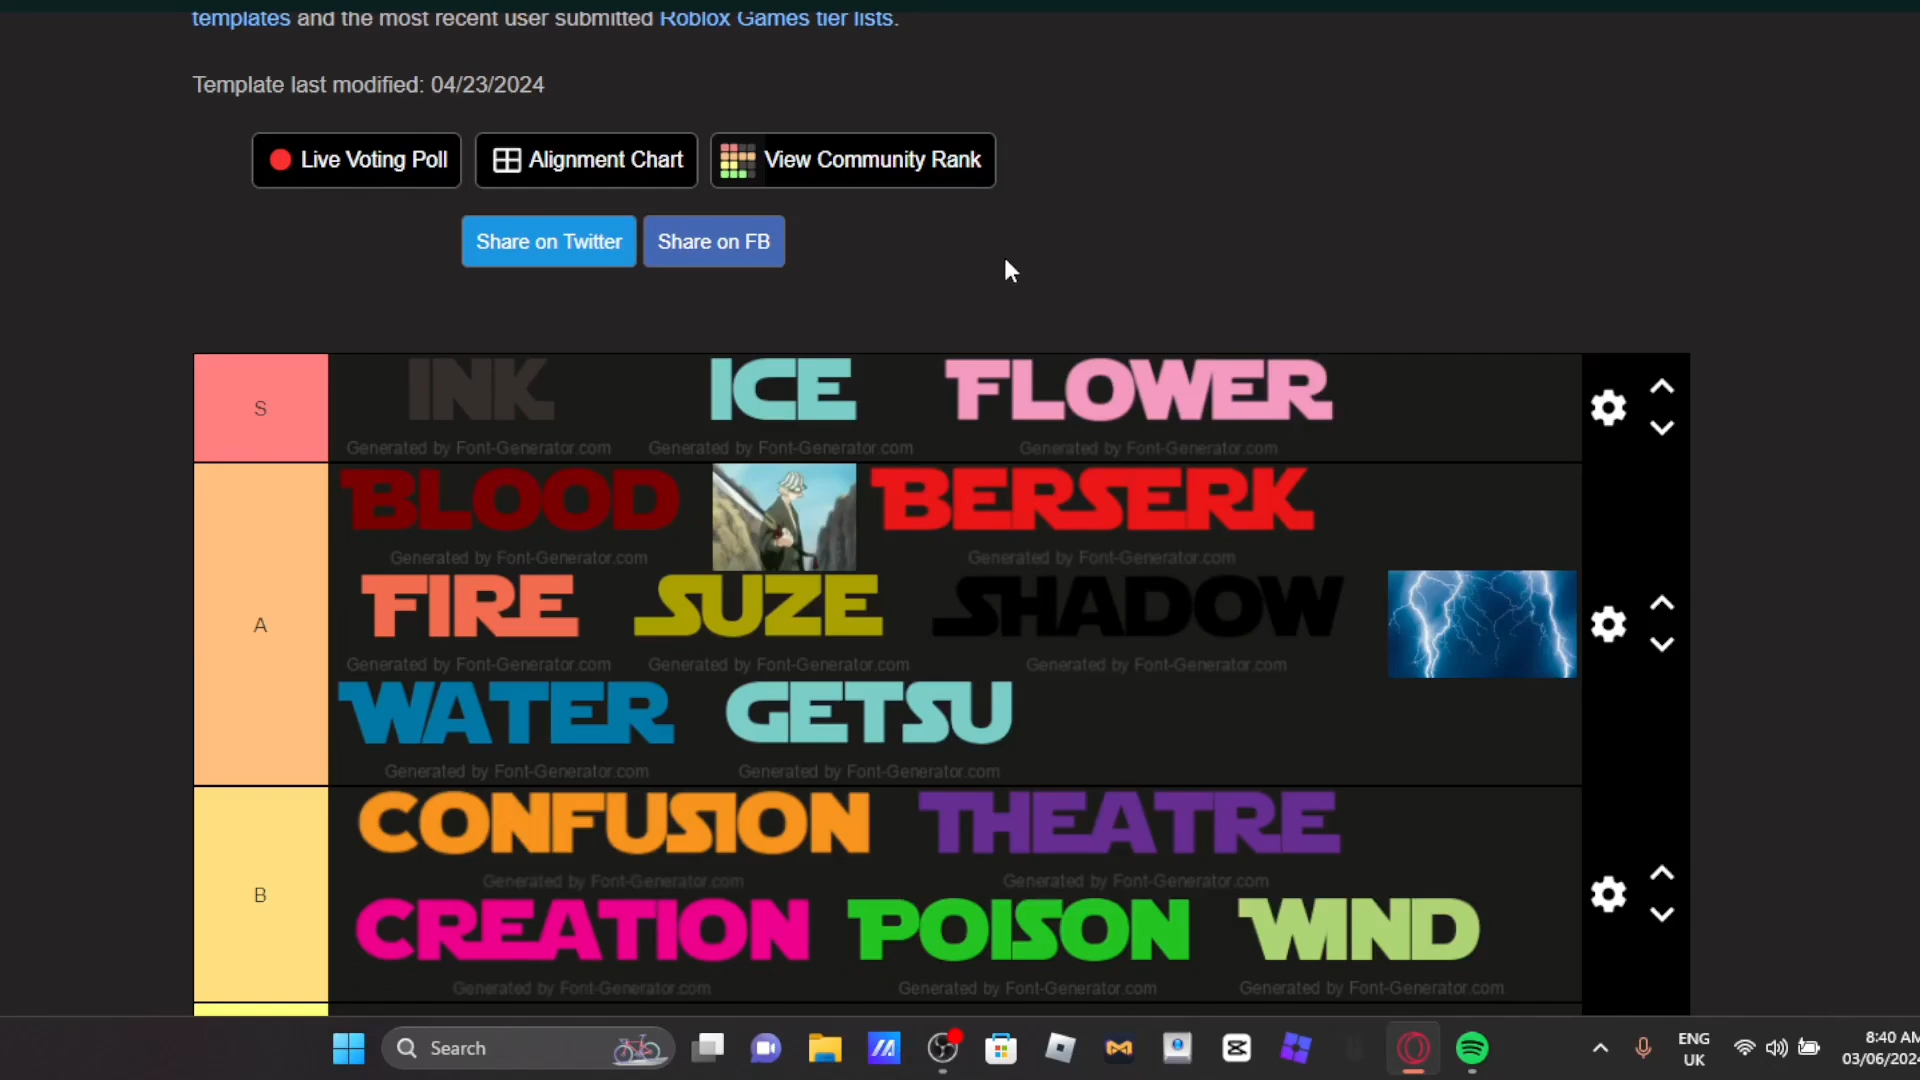 templates and the most recent user submitted Roblox Games tier lists.
Template last modified: 04/23/2024
Live Voting Poll Alignment Chart View Community Rank
Share on Twitter Share on FB
S
INK ICE FLOWER
Generated by Font-Generator.com Generated by Font-Generator.com Generated by Font-Generator.com
A
BLOOD BERSERK
Generated by Font-Generator.com Generated by Font-Generator.com
FIRE SUZE SHADOW
Generated by Font-Generator.com Generated by Font-Generator.com Generated by Font-Generator.com
WATER GETSU
Generated by Font-Generator.com Generated by Font-Generator.com
B
CONFUSION THEATRE
Generated by Font-Generator.com Generated by Font-Generator.com
CREATION POISON WIND
Generated by Font-Generator.com Generated by Font-Generator.com Generated by Font-Generator.com
Search
ENG
UK
8:40 AM
03/06/2024